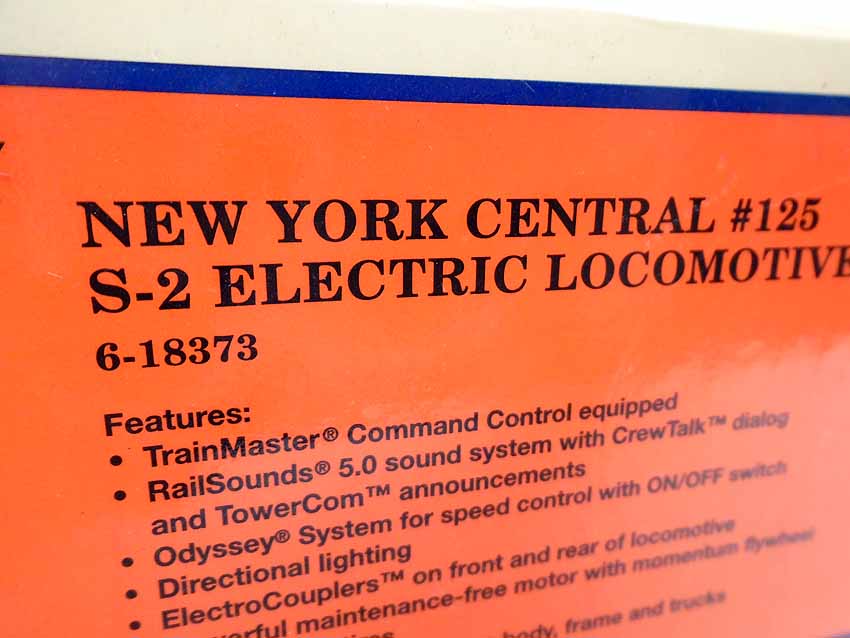 NEW YORK CENTRAL #125
S-2 ELECTRIC LOCOMOTIVE
6-18373
Features:
• TrainMaster® Command Control equipped
• RailSounds® 5.0 sound system with CrewTalk™ dialog
and TowerCom™ announcements
• Odyssey® System for speed control with ON/OFF switch
• Directional lighting
• ElectroCouplers™ on front and rear of locomotive
maintenance-free motor with momentum flywheel
body, frame and trucks